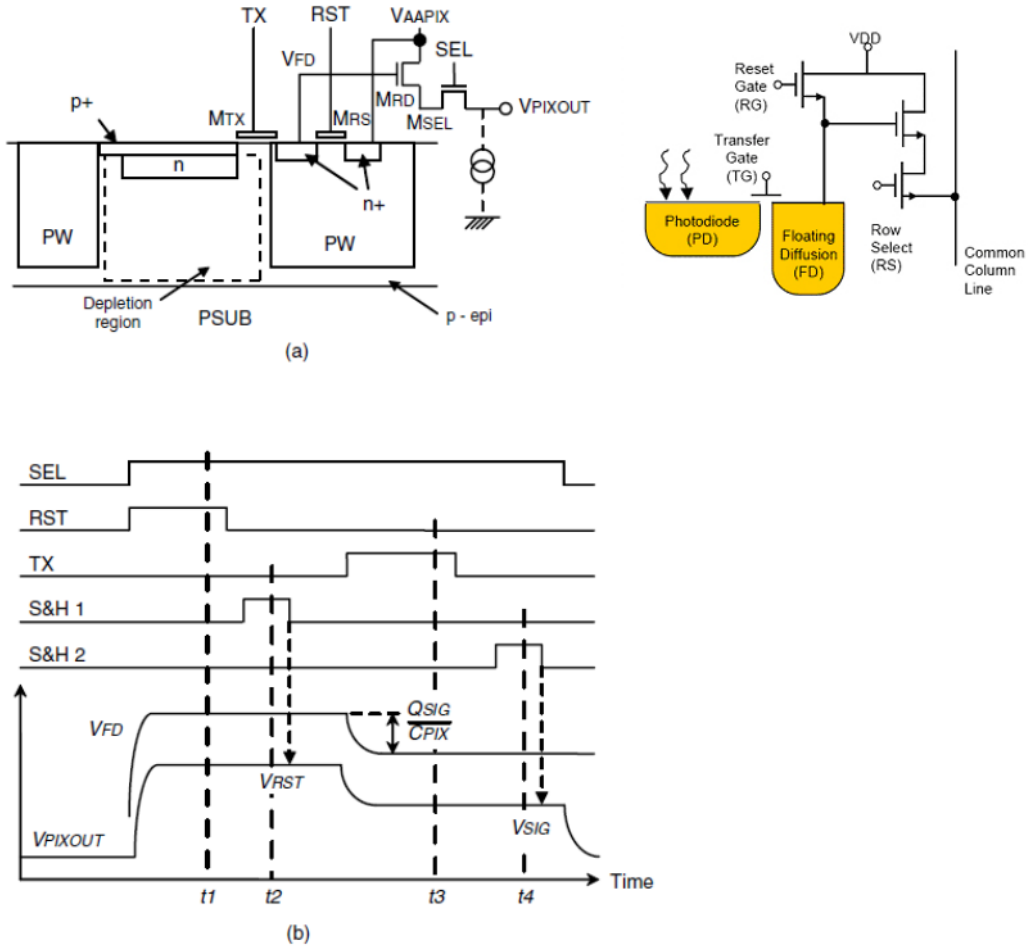 TX
RST
VAAPIX
SEL
VFD
p+
MTX
MRS
MRD
MSEL
VPIXOUT
n
n+
PW
PW
Depletion
region
PSUB
p - epi
(a)
VDD
Reset
Gate
(RG)
Transfer
Gate
(TG)
Photodiode
(PD)
Floating
Diffusion
(FD)
Row
Select
(RS)
Common
Column
Line
SEL
RST
TX
S&H 1
S&H 2
VFD
QSIG
CPIX
VRST
VSIG
VPIXOUT
Time
t1
t2
t3
t4
(b)